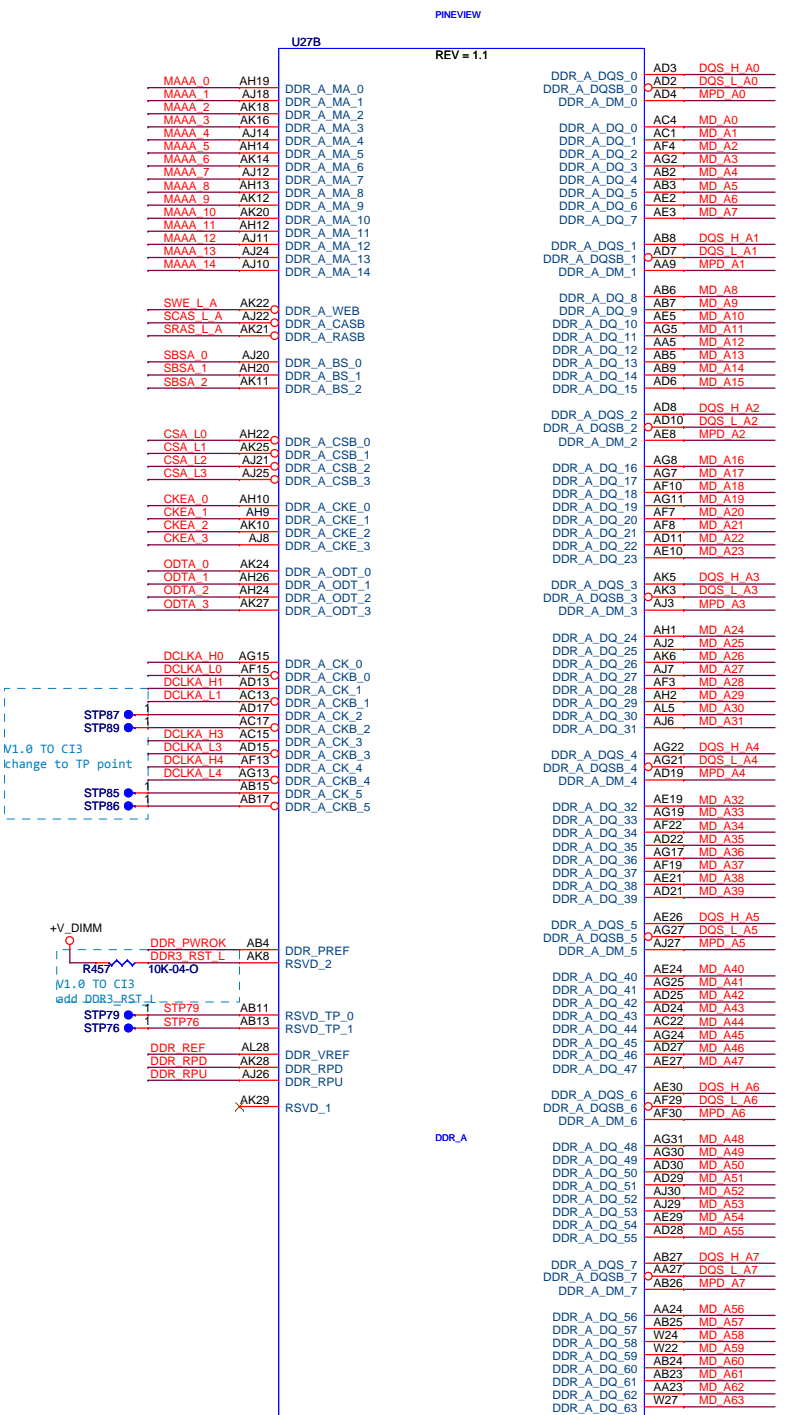 PINEVIEW
U27B
REV = 1.1
MAAA_0 AH19 DDR_A_MA_0
MAAA_1 AJ18 DDR_A_MA_1
MAAA_2 AK18 DDR_A_MA_2
MAAA_3 AK16 DDR_A_MA_3
MAAA_4 AJ14 DDR_A_MA_4
MAAA_5 AH14 DDR_A_MA_5
MAAA_6 AK14 DDR_A_MA_6
MAAA_7 AJ12 DDR_A_MA_7
MAAA_8 AH13 DDR_A_MA_8
MAAA_9 AK12 DDR_A_MA_9
MAAA_10 AK20 DDR_A_MA_10
MAAA_11 AH12 DDR_A_MA_11
MAAA_12 AJ11 DDR_A_MA_12
MAAA_13 AJ24 DDR_A_MA_13
MAAA_14 AJ10 DDR_A_MA_14
SWE_L_A AK22 DDR_A_WEB
SCAS_L_A AJ22 DDR_A_CASB
SRAS_L_A AK21 DDR_A_RASB
SBSA_0 AJ20 DDR_A_BS_0
SBSA_1 AH20 DDR_A_BS_1
SBSA_2 AK11 DDR_A_BS_2
CSA_L0 AH22 DDR_A_CSB_0
CSA_L1 AK25 DDR_A_CSB_1
CSA_L2 AJ21 DDR_A_CSB_2
CSA_L3 AJ25 DDR_A_CSB_3
CKEA_0 AH10 DDR_A_CKE_0
CKEA_1 AH9 DDR_A_CKE_1
CKEA_2 AK10 DDR_A_CKE_2
CKEA_3 AJ8 DDR_A_CKE_3
ODTA_0 AK24 DDR_A_ODT_0
ODTA_1 AH26 DDR_A_ODT_1
ODTA_2 AH24 DDR_A_ODT_2
ODTA_3 AK27 DDR_A_ODT_3
DCLKA_H0 AG15 DDR_A_CK_0
DCLKA_L0 AF15 DDR_A_CKB_0
DCLKA_H1 AD13 DDR_A_CK_1
DCLKA_L1 AC13 DDR_A_CKB_1
STP87 1 AD17 DDR_A_CK_2
STP89 1 AC17 DDR_A_CKB_2
DCLKA_H3 AC15 DDR_A_CK_3
DCLKA_L3 AD15 DDR_A_CKB_3
DCLKA_H4 AF13 DDR_A_CK_4
DCLKA_L4 AG13 DDR_A_CKB_4
STP85 1 AB15 DDR_A_CK_5
STP86 1 AB17 DDR_A_CKB_5
V1.0 TO CI3
change to TP point
+V_DIMM
DDR_PWROK AB4 DDR_PREF
DDR3_RST_L AK8 RSVD_2
R457 10K-04-O
V1.0 TO CI3
add DDR3_RST_L
STP79 1 STP79 AB11 RSVD_TP_0
STP76 1 STP76 AB13 RSVD_TP_1
DDR_REF AL28 DDR_VREF
DDR_RPD AK28 DDR_RPD
DDR_RPU AJ26 DDR_RPU
AK29 RSVD_1
DDR_A
DDR_A_DQS_0 AD3 DQS_H_A0
DDR_A_DQSB_0 AD2 DQS_L_A0
DDR_A_DM_0 AD4 MPD_A0
DDR_A_DQ_0 AC4 MD_A0
DDR_A_DQ_1 AC1 MD_A1
DDR_A_DQ_2 AF4 MD_A2
DDR_A_DQ_3 AG2 MD_A3
DDR_A_DQ_4 AB2 MD_A4
DDR_A_DQ_5 AB3 MD_A5
DDR_A_DQ_6 AE2 MD_A6
DDR_A_DQ_7 AE3 MD_A7
DDR_A_DQS_1 AB8 DQS_H_A1
DDR_A_DQSB_1 AD7 DQS_L_A1
DDR_A_DM_1 AA9 MPD_A1
DDR_A_DQ_8 AB6 MD_A8
DDR_A_DQ_9 AB7 MD_A9
DDR_A_DQ_10 AE5 MD_A10
DDR_A_DQ_11 AG5 MD_A11
DDR_A_DQ_12 AA5 MD_A12
DDR_A_DQ_13 AB5 MD_A13
DDR_A_DQ_14 AB9 MD_A14
DDR_A_DQ_15 AD6 MD_A15
DDR_A_DQS_2 AD8 DQS_H_A2
DDR_A_DQSB_2 AD10 DQS_L_A2
DDR_A_DM_2 AE8 MPD_A2
DDR_A_DQ_16 AG8 MD_A16
DDR_A_DQ_17 AG7 MD_A17
DDR_A_DQ_18 AF10 MD_A18
DDR_A_DQ_19 AG11 MD_A19
DDR_A_DQ_20 AF7 MD_A20
DDR_A_DQ_21 AF8 MD_A21
DDR_A_DQ_22 AD11 MD_A22
DDR_A_DQ_23 AE10 MD_A23
DDR_A_DQS_3 AK5 DQS_H_A3
DDR_A_DQSB_3 AK3 DQS_L_A3
DDR_A_DM_3 AJ3 MPD_A3
DDR_A_DQ_24 AH1 MD_A24
DDR_A_DQ_25 AJ2 MD_A25
DDR_A_DQ_26 AK6 MD_A26
DDR_A_DQ_27 AJ7 MD_A27
DDR_A_DQ_28 AF3 MD_A28
DDR_A_DQ_29 AH2 MD_A29
DDR_A_DQ_30 AL5 MD_A30
DDR_A_DQ_31 AJ6 MD_A31
DDR_A_DQS_4 AG22 DQS_H_A4
DDR_A_DQSB_4 AG21 DQS_L_A4
DDR_A_DM_4 AD19 MPD_A4
DDR_A_DQ_32 AE19 MD_A32
DDR_A_DQ_33 AG19 MD_A33
DDR_A_DQ_34 AF22 MD_A34
DDR_A_DQ_35 AD22 MD_A35
DDR_A_DQ_36 AG17 MD_A36
DDR_A_DQ_37 AF19 MD_A37
DDR_A_DQ_38 AE21 MD_A38
DDR_A_DQ_39 AD21 MD_A39
DDR_A_DQS_5 AE26 DQS_H_A5
DDR_A_DQSB_5 AG27 DQS_L_A5
DDR_A_DM_5 AJ27 MPD_A5
DDR_A_DQ_40 AE24 MD_A40
DDR_A_DQ_41 AG25 MD_A41
DDR_A_DQ_42 AD25 MD_A42
DDR_A_DQ_43 AD24 MD_A43
DDR_A_DQ_44 AC22 MD_A44
DDR_A_DQ_45 AG24 MD_A45
DDR_A_DQ_46 AD27 MD_A46
DDR_A_DQ_47 AE27 MD_A47
DDR_A_DQS_6 AE30 DQS_H_A6
DDR_A_DQSB_6 AF29 DQS_L_A6
DDR_A_DM_6 AF30 MPD_A6
DDR_A_DQ_48 AG31 MD_A48
DDR_A_DQ_49 AG30 MD_A49
DDR_A_DQ_50 AD30 MD_A50
DDR_A_DQ_51 AD29 MD_A51
DDR_A_DQ_52 AJ30 MD_A52
DDR_A_DQ_53 AJ29 MD_A53
DDR_A_DQ_54 AE29 MD_A54
DDR_A_DQ_55 AD28 MD_A55
DDR_A_DQS_7 AB27 DQS_H_A7
DDR_A_DQSB_7 AA27 DQS_L_A7
DDR_A_DM_7 AB26 MPD_A7
DDR_A_DQ_56 AA24 MD_A56
DDR_A_DQ_57 AB25 MD_A57
DDR_A_DQ_58 W24 MD_A58
DDR_A_DQ_59 W22 MD_A59
DDR_A_DQ_60 AB24 MD_A60
DDR_A_DQ_61 AB23 MD_A61
DDR_A_DQ_62 AA23 MD_A62
DDR_A_DQ_63 W27 MD_A63